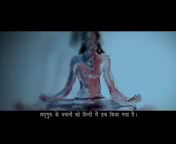 सद्गुरु के वचनों को हिन्दी में डब किया गया है।